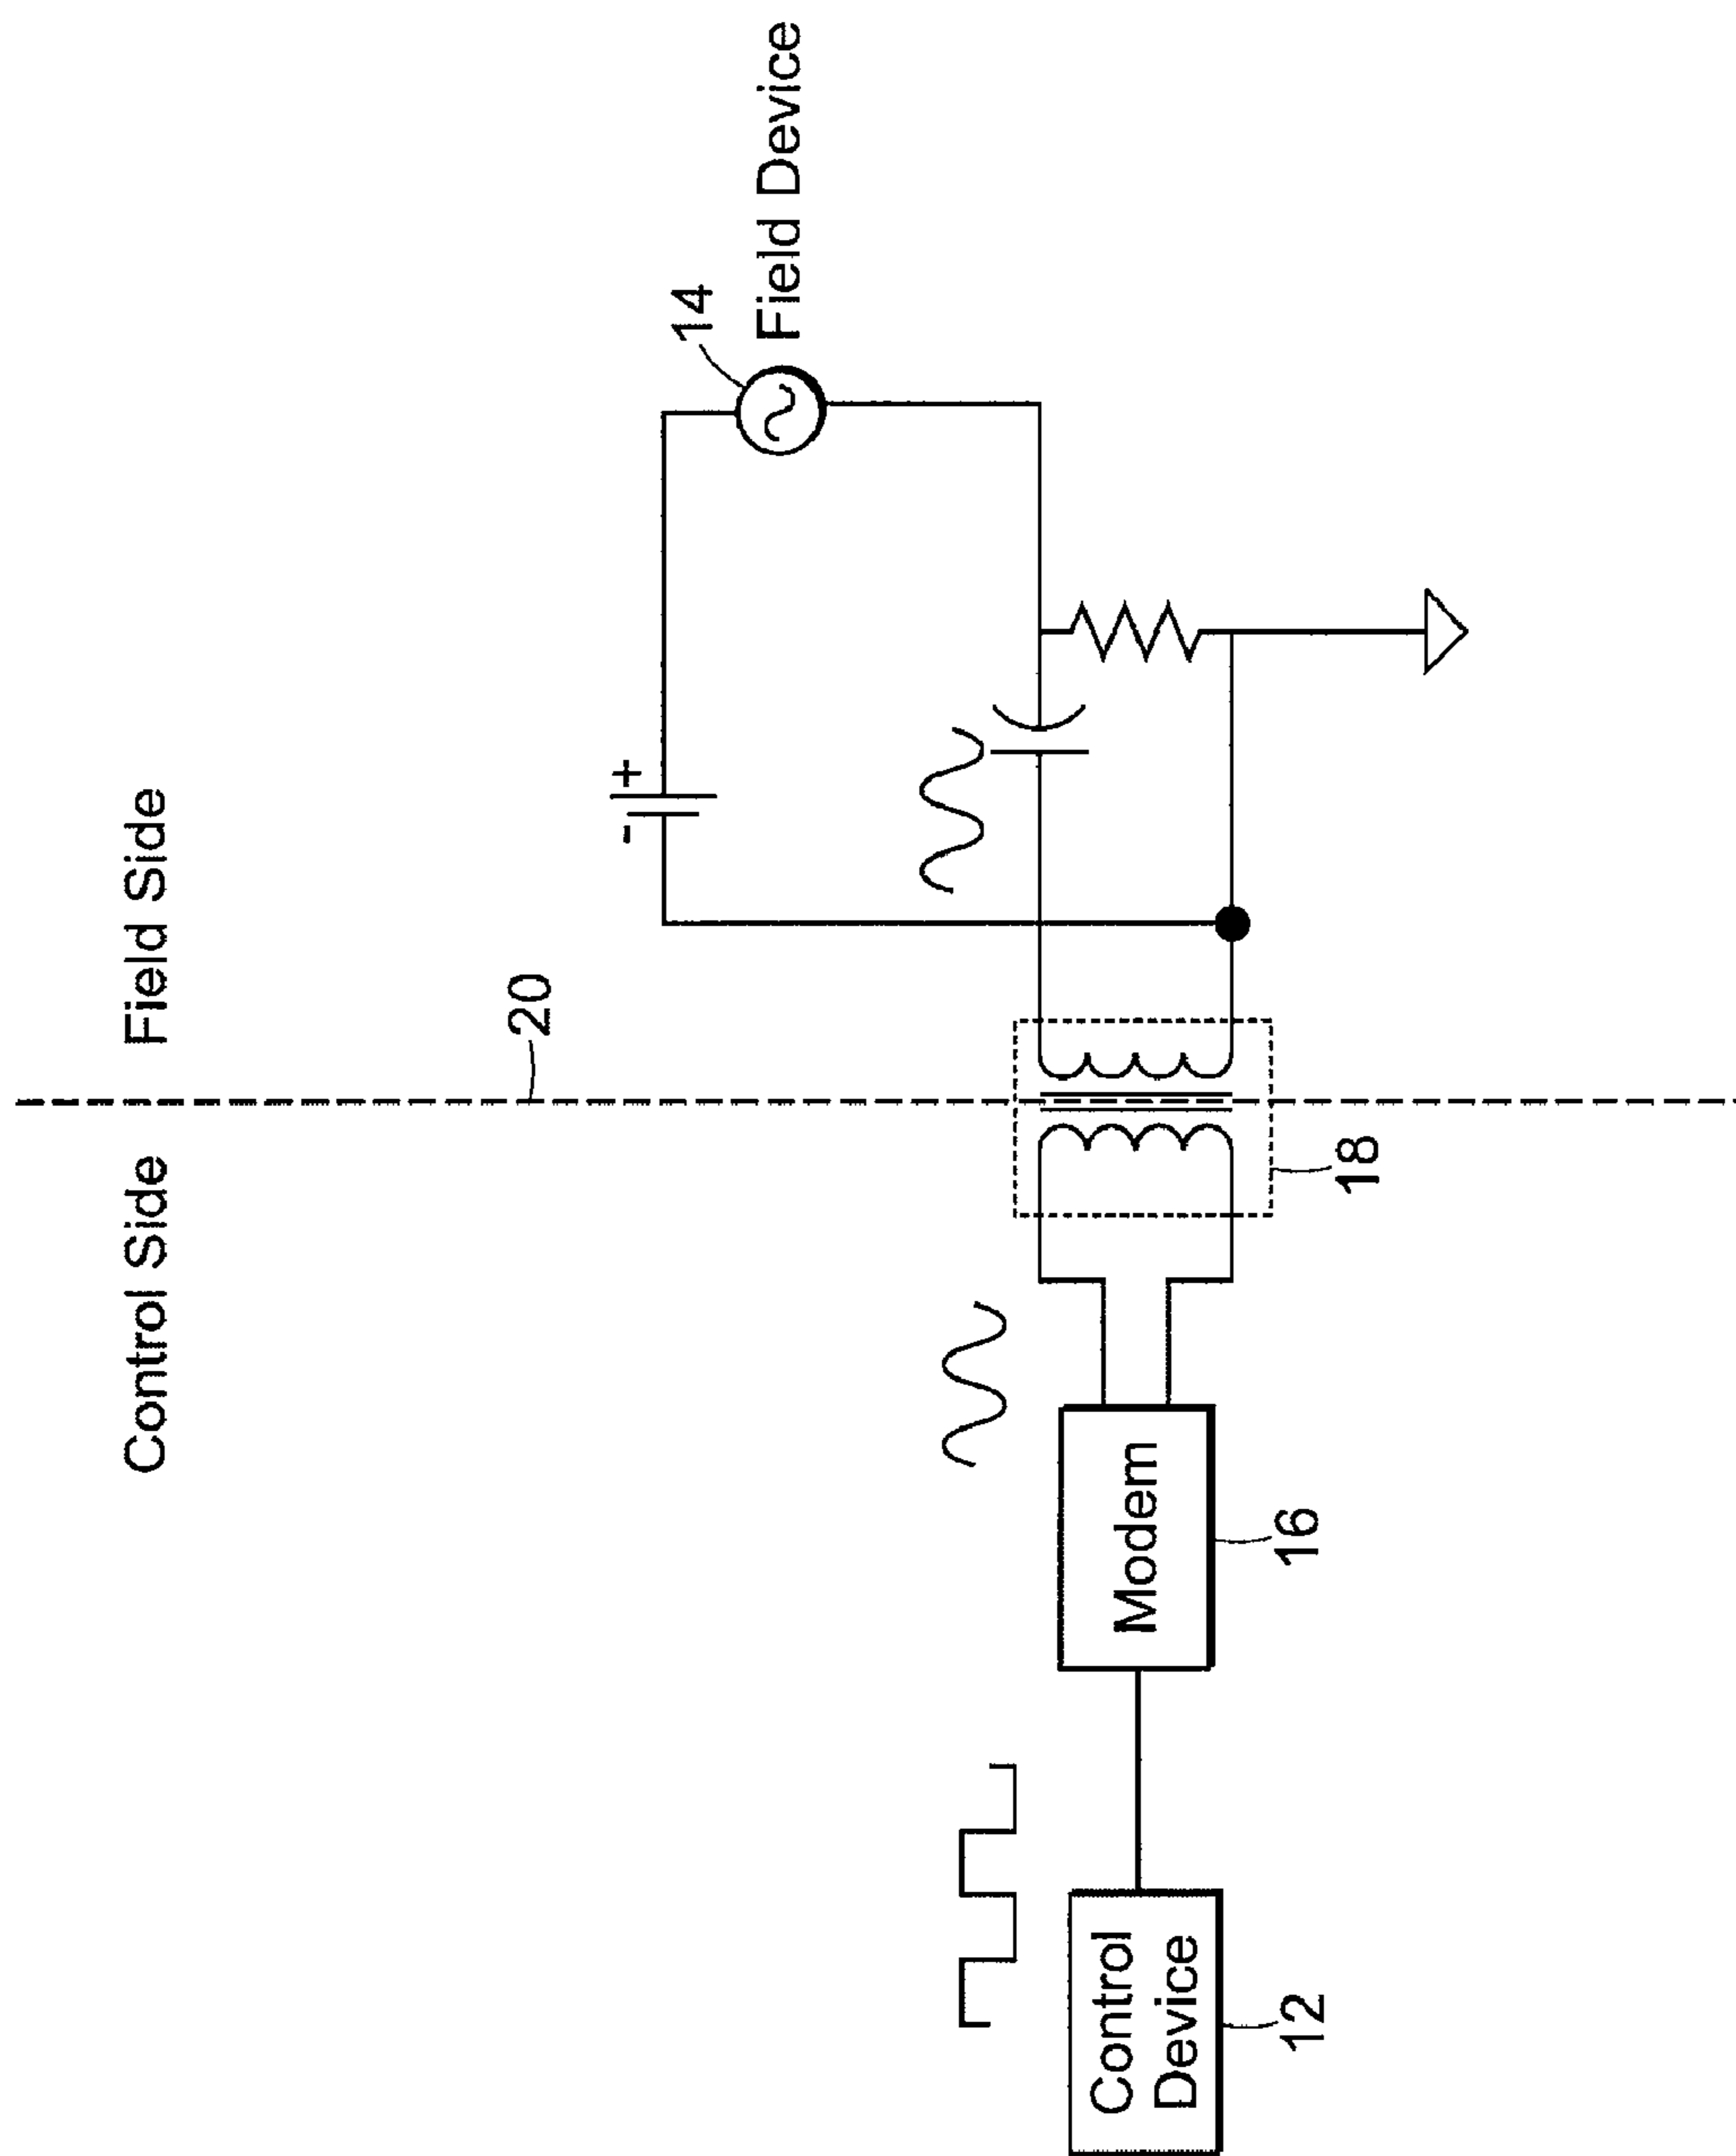 Control Side
Field Side
20
14
Field Device
-
+
18
Modem
16
Control
Device
12